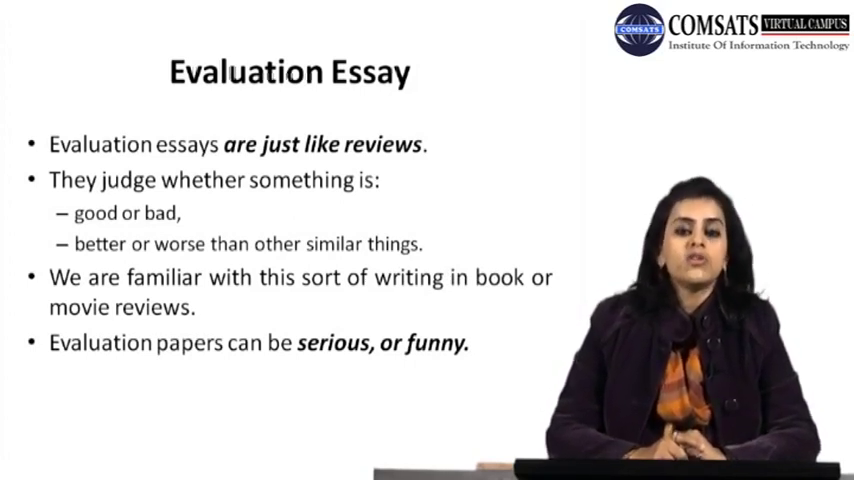 COMSATS VIRTUAL CAMPUS
Institute Of Information Technology
COMSATS
Evaluation Essay
• Evaluation essays are just like reviews.
• They judge whether something is:
– good or bad,
– better or worse than other similar things.
• We are familiar with this sort of writing in book or
movie reviews.
• Evaluation papers can be serious, or funny.